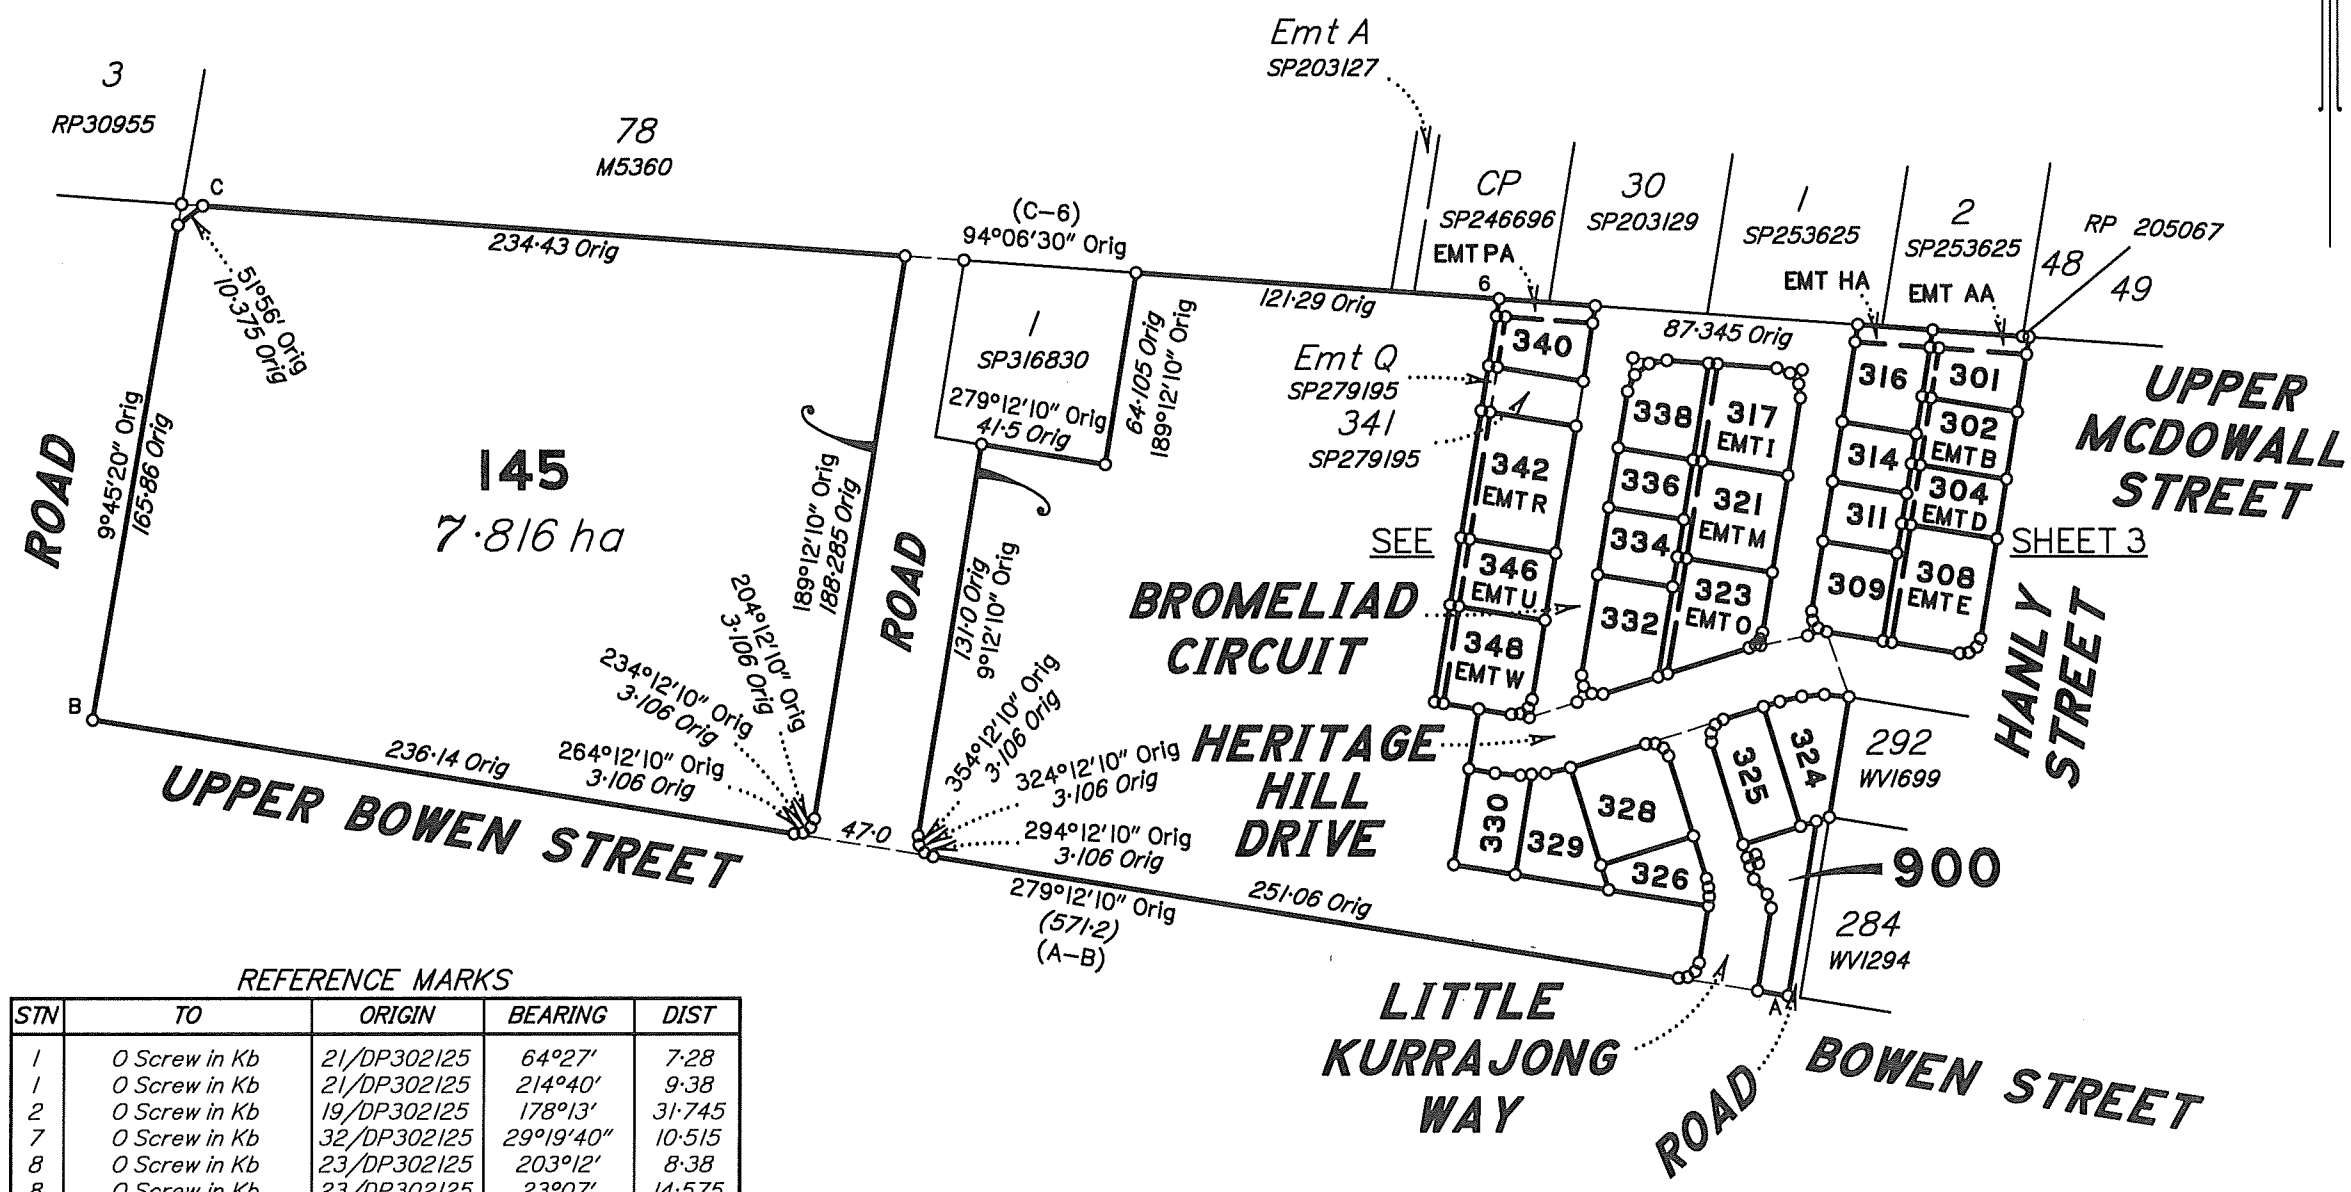 Emt A
SP203127
3
RP30955
78
M5360
C
234·43 Orig
(C-6)
94°06'30" Orig
CP
SP246696
30
SP203129
1
SP253625
2
SP253625
RP 205067
48
49
EMT PA
EMT HA
EMT AA
6
121·29 Orig
87·345 Orig
51°56' Orig
10·375 Orig
1
SP316830
279°12'10" Orig
41·5 Orig
64·105 Orig
189°12'10" Orig
Emt Q
SP279195
341
SP279195
340
316
301
UPPER
MCDOWALL
STREET
338
317
EMT I
302
EMT B
314
ROAD
9°45'20" Orig
165·86 Orig
145
7·816 ha
189°12'10" Orig
188·285 Orig
ROAD
131·0 Orig
9°12'10" Orig
342
EMT R
336
321
EMT M
304
EMT D
311
SEE
SHEET 3
334
346
EMT U
323
EMT O
309
308
EMT E
BROMELIAD
CIRCUIT
332
348
EMT W
HANLY
STREET
204°12'10" Orig
3·106 Orig
234°12'10" Orig
3·106 Orig
264°12'10" Orig
3·106 Orig
B
236·14 Orig
UPPER BOWEN STREET
47·0
354°12'10" Orig
3·106 Orig
324°12'10" Orig
3·106 Orig
294°12'10" Orig
3·106 Orig
HERITAGE
HILL
DRIVE
279°12'10" Orig
(571·2)
(A-B)
251·06 Orig
330
329
328
326
325
324
292
WV1699
900
284
WV1294
A
LITTLE
KURRAJONG
WAY
ROAD
BOWEN STREET
REFERENCE MARKS
STN TO ORIGIN BEARING DIST
1 O Screw in Kb 21/DP302125 64°27' 7·28
1 O Screw in Kb 21/DP302125 214°40' 9·38
2 O Screw in Kb 19/DP302125 178°13' 31·745
7 O Screw in Kb 32/DP302125 29°19'40" 10·515
8 O Screw in Kb 23/DP302125 203°12' 8·38
8 O Screw in Kb 23/DP302125 23°07' 14·575